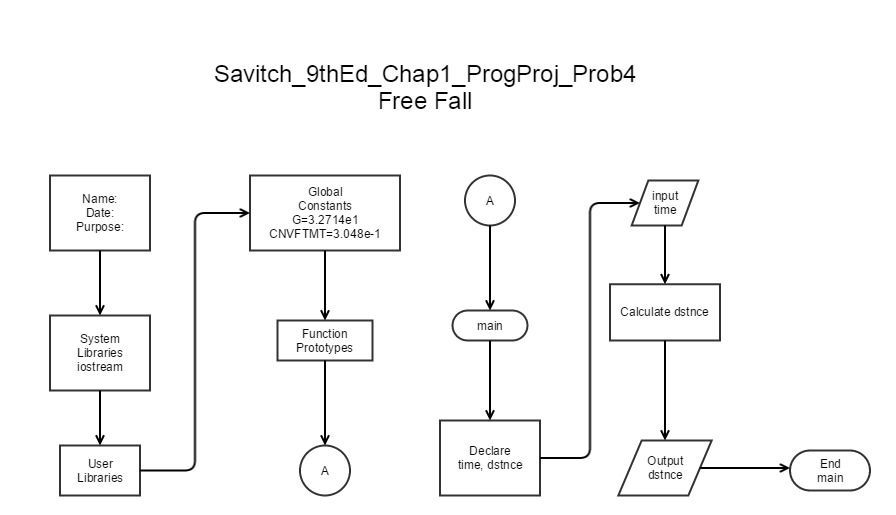 Savitch_9thEd_Chap1_ProgProj_Prob4
Free Fall
Name:
Date:
Purpose:
System
Libraries
iostream
User
Libraries
Global
Constants
G=3.2714e1
CNVFTMT=3.048e-1
Function
Prototypes
A
A
main
Declare
time, dstnce
input
time
Calculate dstnce
Output
dstnce
End
main